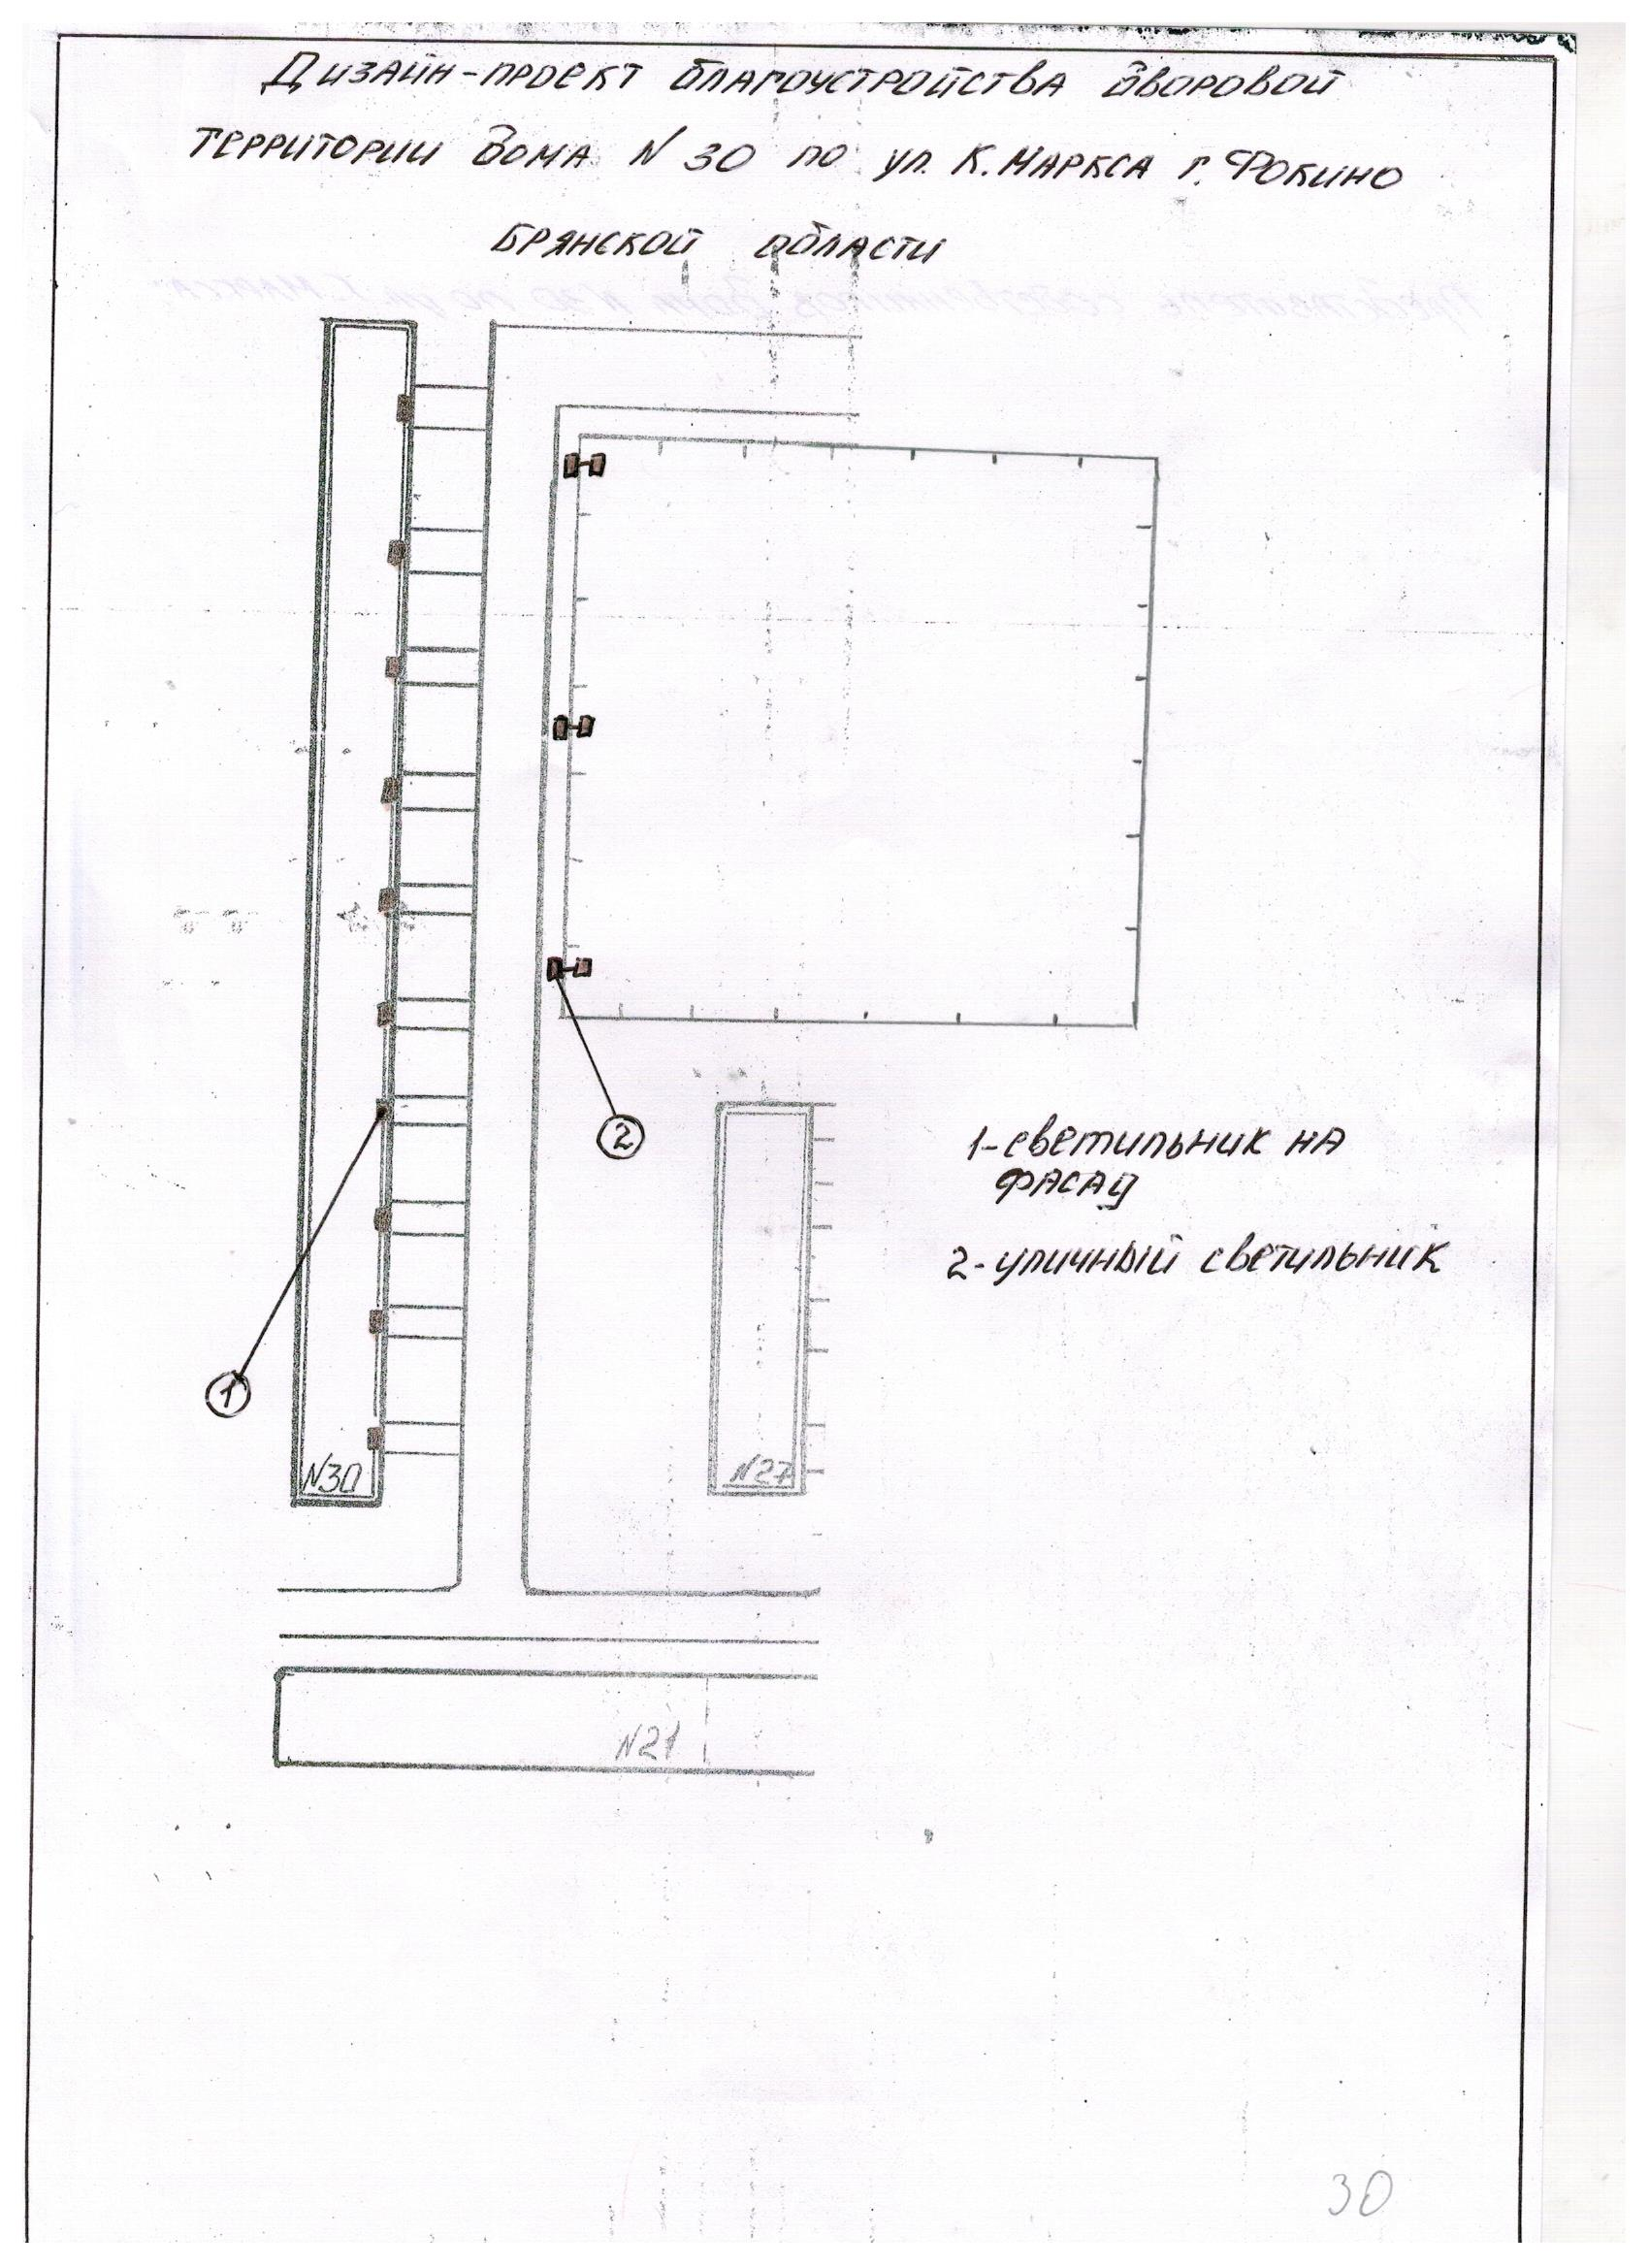 Дизайн-проект благоустройства дворовой
территории дома N 30 по ул. К. Маркса г. Фокино
Брянской области
2
1-светильник на
фасад
2-уличный светильник
1
N30
N27
N21
30